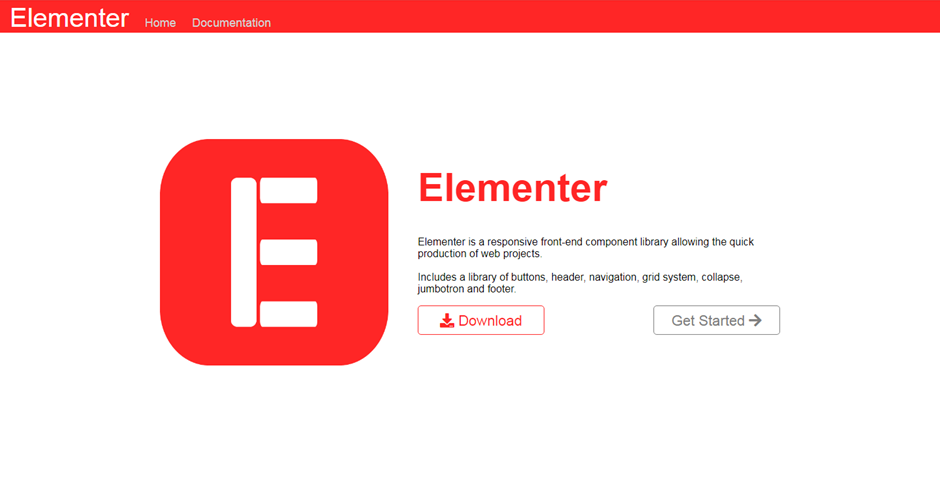 Elementer Home Documentation
E
Elementer
Elementer is a responsive front-end component library allowing the quick
production of web projects.
Includes a library of buttons, header, navigation, grid system, collapse,
jumbotron and footer.
Download Get Started